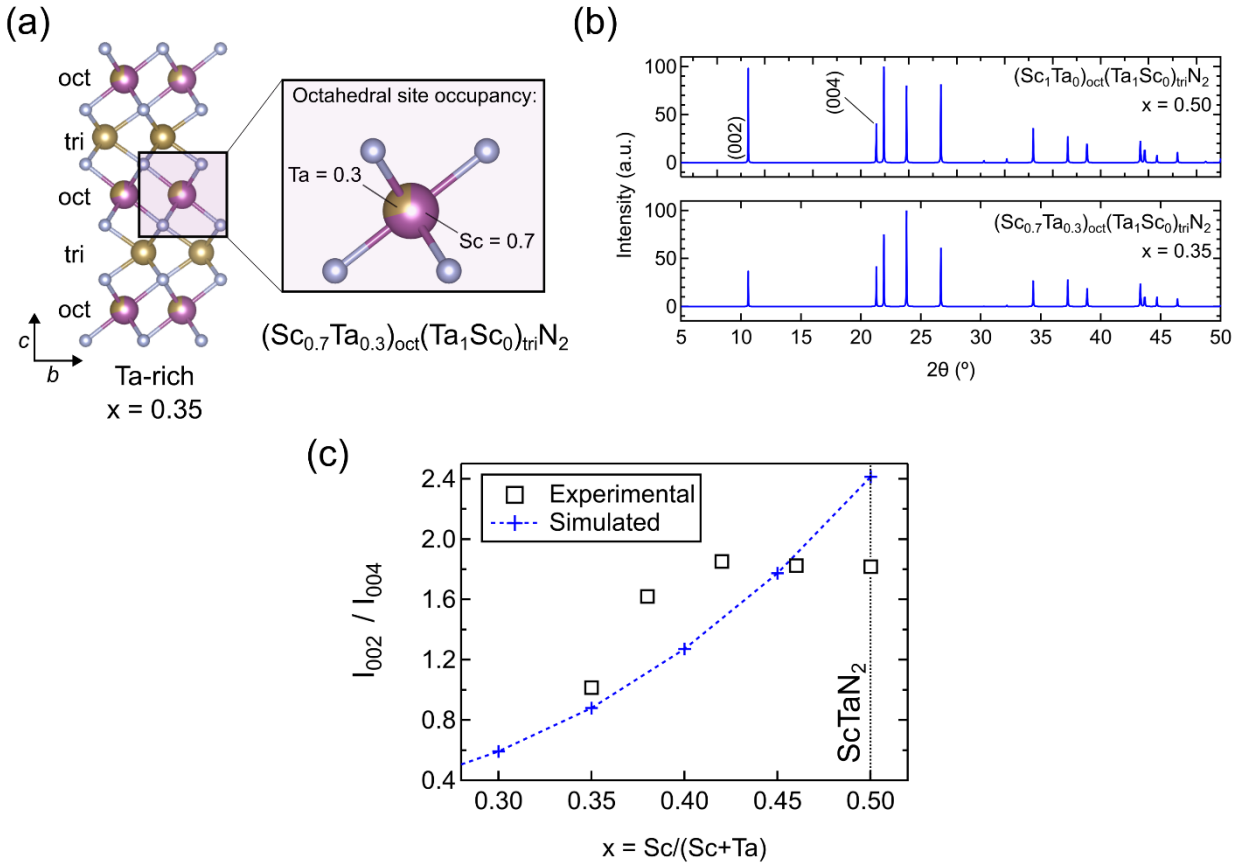 (a)
oct
tri
oct
tri
oct
c
b
Ta-rich
x = 0.35
Octahedral site occupancy:
Ta = 0.3
Sc = 0.7
(Sc₀.₇Ta₀.₃)ₒcₜ(Ta₁Sc₀)ₜᵣᵢN₂
(b)
Intensity (a.u.)
100
50
0
(002)
(004)
(Sc₁Ta₀)ₒcₜ(Ta₁Sc₀)ₜᵣᵢN₂
x = 0.50
100
50
0
(Sc₀.₇Ta₀.₃)ₒcₜ(Ta₁Sc₀)ₜᵣᵢN₂
x = 0.35
5 10 15 20 25 30 35 40 45 50
2θ (º)
(c)
I₀₀₂ / I₀₀₄
2.4
2.0
1.6
1.2
0.8
0.4
Experimental
Simulated
ScTaN₂
0.30 0.35 0.40 0.45 0.50
x = Sc/(Sc+Ta)